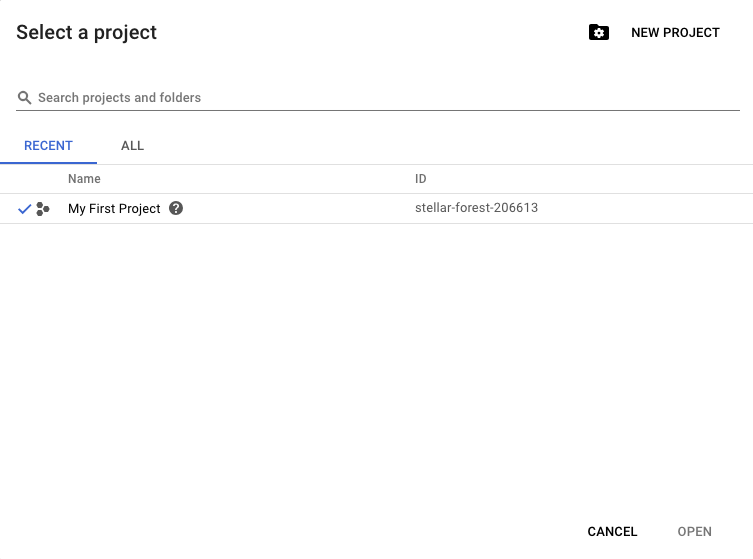 Select a project
NEW PROJECT
Search projects and folders
RECENT ALL
Name ID
My First Project ? stellar-forest-206613
CANCEL OPEN